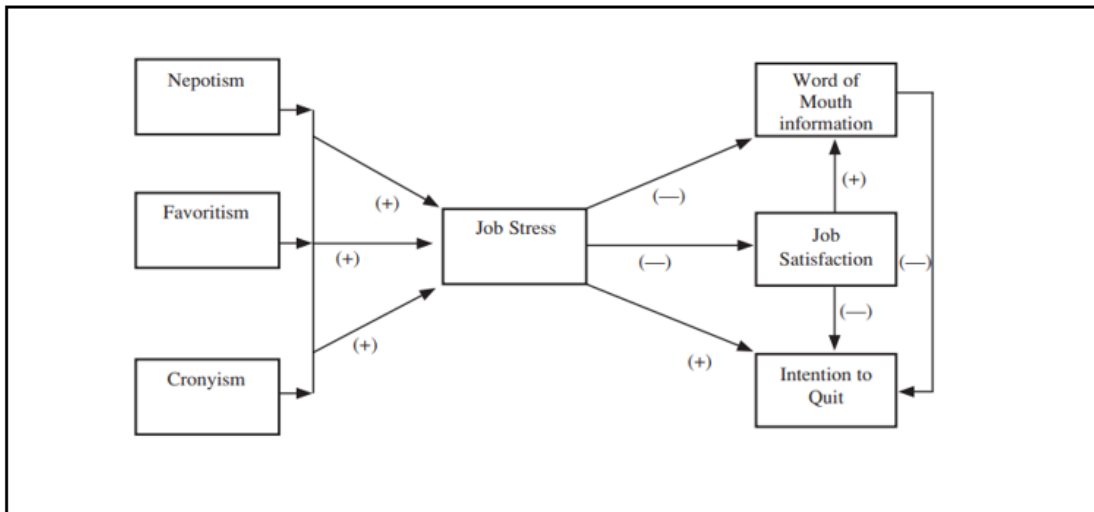 Nepotism
Word of
Mouth
information
(+)
(+)
Favoritism
(—)
Job Stress
Job
Satisfaction
(+)
(—)
(—)
(—)
(+)
Cronyism
(+)
Intention to
Quit